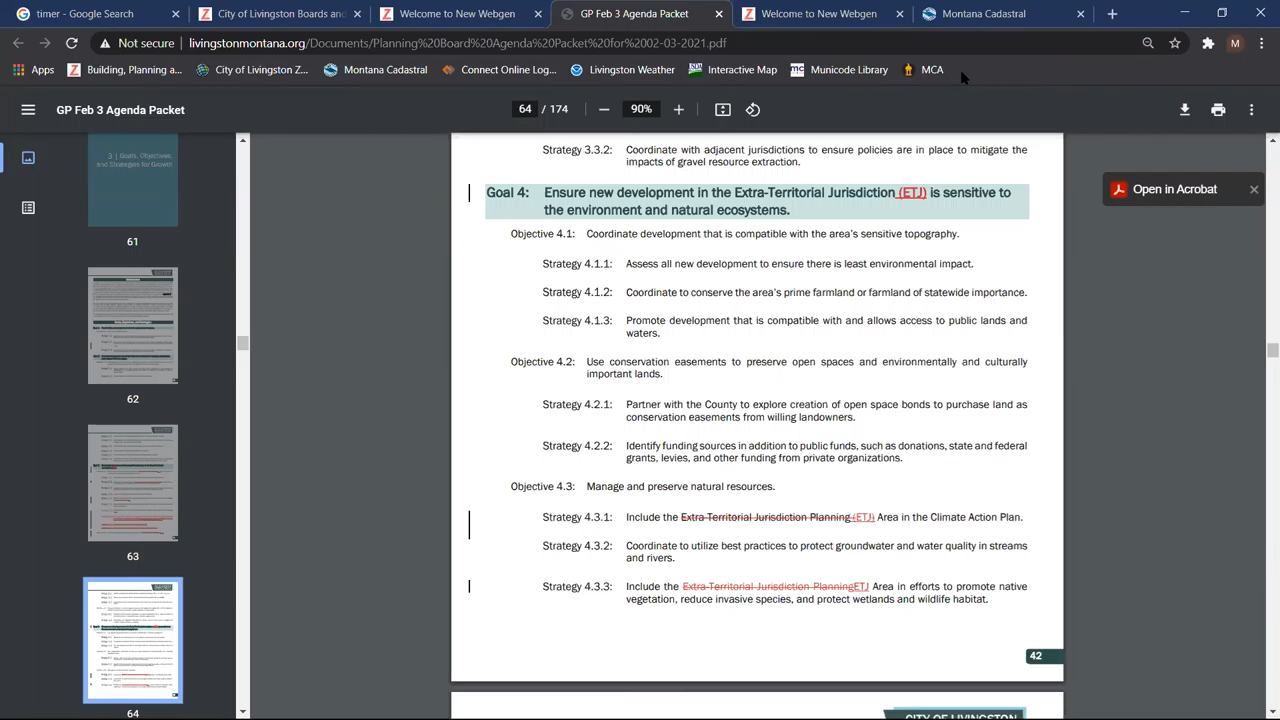 timer - Google Search
City of Livingston Boards and
Welcome to New Westminster,
GP Feb 3 Agenda Packet
Welcome to New Westminster,
Montana Cadastral
Not secure
livingstonmontana.org/Documents/Planning%20Board%20Agenda%20Packet%20for%2002-03-2021.pdf
M
Apps
Building, Planning a...
City of Livingston Z...
Montana Cadastral
Connect Online Log...
Livingston Weather
Interactive Map
Municode Library
MCA
GP Feb 3 Agenda Packet
64 / 174
90%
Open in Acrobat
3 | Goals, Objectives,
and Strategies for Growth
61
62
63
64
Strategy 3.3.2: Coordinate with adjacent jurisdictions to ensure policies are in place to mitigate the
impacts of gravel resource extraction.
Goal 4: Ensure new development in the Extra-Territorial Jurisdiction (ETJ) is sensitive to
the environment and natural ecosystems.
Objective 4.1: Coordinate development that is compatible with the area's sensitive topography.
Strategy 4.1.1: Assess all new development to ensure there is least environmental impact.
Strategy 4.1.2: Coordinate to conserve the area's prime farmland or farmland of statewide importance.
Strategy 4.1.3: Promote development that is compatible with and allows access to public lands and
waters.
Objective 4.2: Use conservation easements to preserve open spaces and environmentally and culturally
important lands.
Strategy 4.2.1: Partner with the County to explore creation of open space bonds to purchase land as
conservation easements from willing landowners.
Strategy 4.2.2: Identify funding sources in addition to impact fees, such as donations, state and federal
grants, levies, and other funding from private organizations.
Objective 4.3: Manage and preserve natural resources.
Strategy 4.3.1: Include the Extra-Territorial Jurisdiction Planning (ETJ) Area in the Climate Action Plan.
Strategy 4.3.2: Coordinate to utilize best practices to protect groundwater and water quality in streams
and rivers.
Strategy 4.3.3: Include the Extra-Territorial Jurisdiction Planning ETJ Area in efforts to promote native
vegetation, reduce invasive species, and protect wetlands and wildlife habitat.
42
CITY OF LIVINGSTON